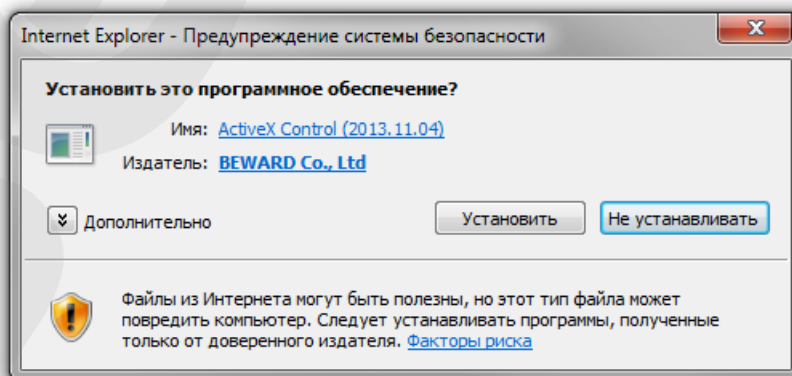 Internet Explorer - Предупреждение системы безопасности
Установить это программное обеспечение?
Имя: ActiveX Control (2013.11.04)
Издатель: BEWARD Co., Ltd
Дополнительно
Установить
Не устанавливать
Файлы из Интернета могут быть полезны, но этот тип файла может
повредить компьютер. Следует устанавливать программы, полученные
только от доверенного издателя. Факторы риска